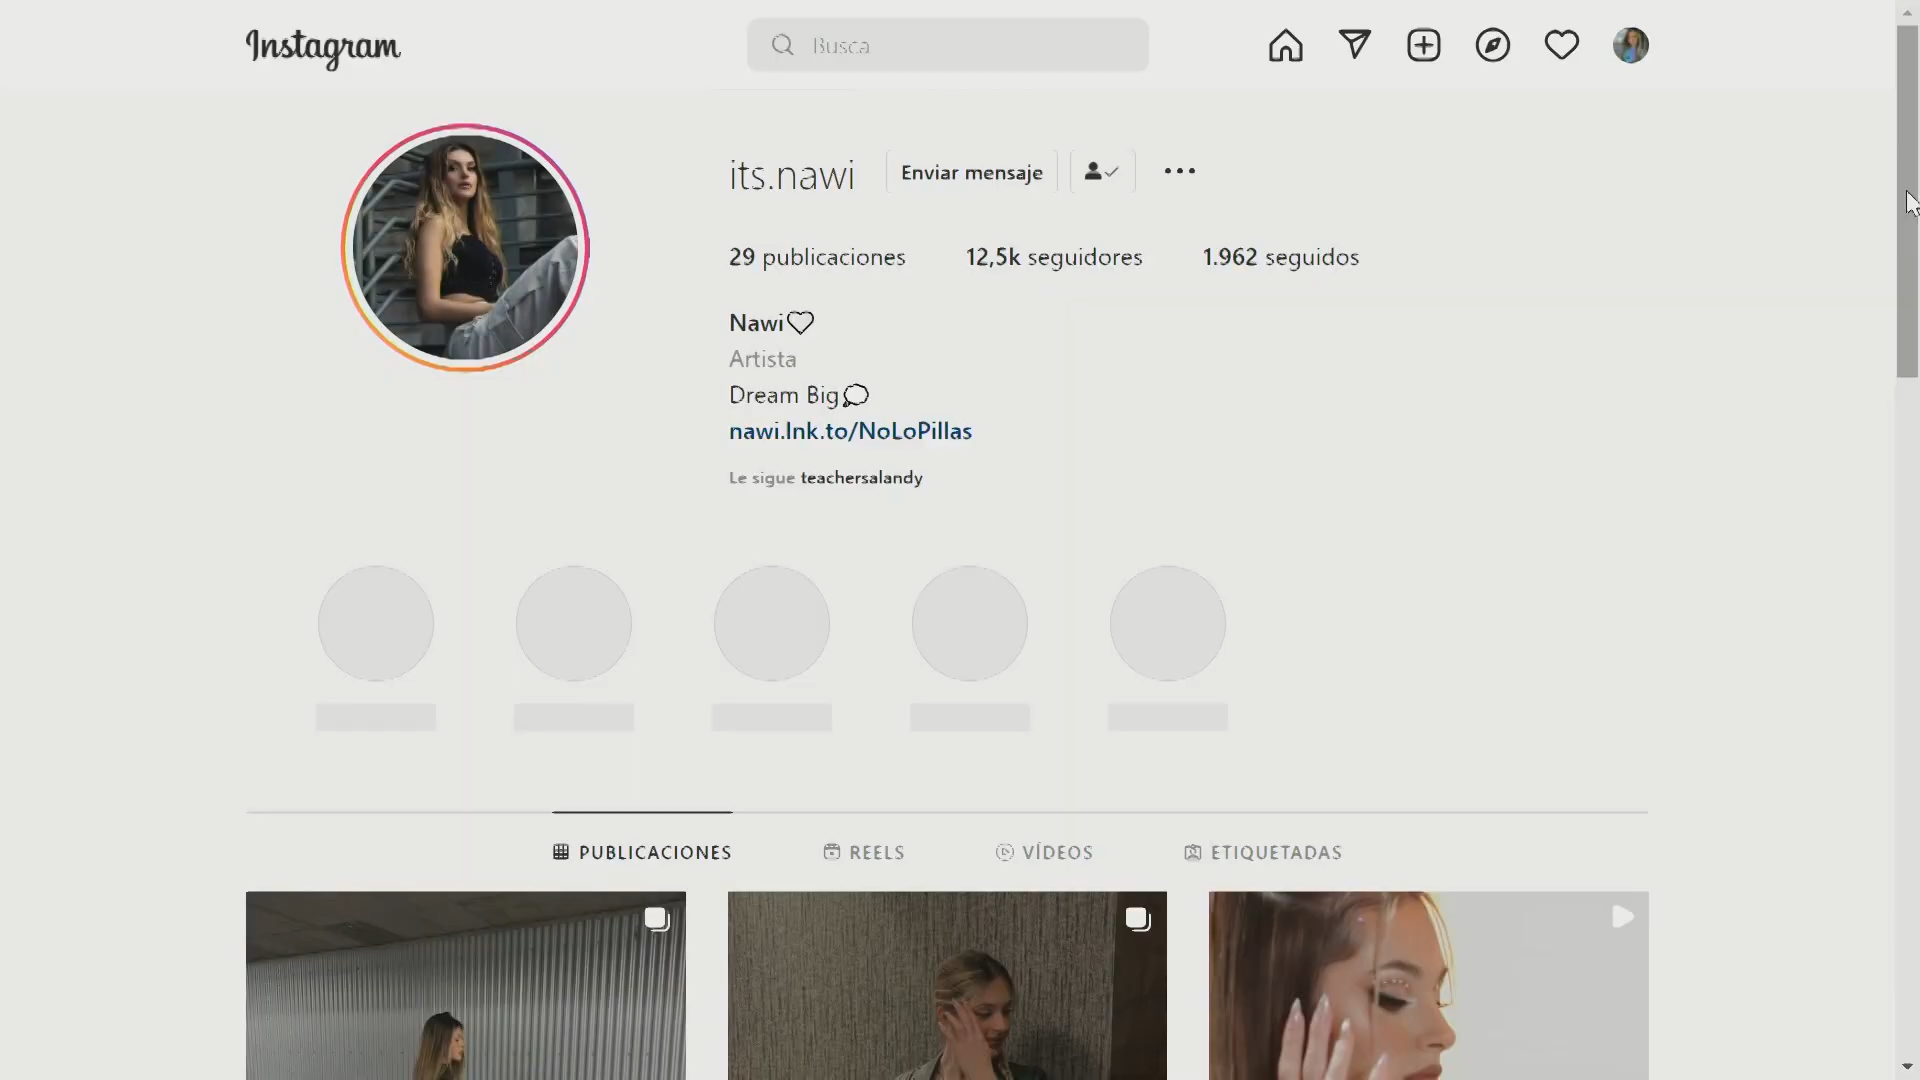 Instagram
Busca
its.nawi
Enviar mensaje
29 publicaciones
12,5k seguidores
1.962 seguidos
Nawi
Artista
Dream Big
nawi.lnk.to/NoLoPillas
Le sigue teachersalandy
PUBLICACIONES
REELS
VÍDEOS
ETIQUETADAS